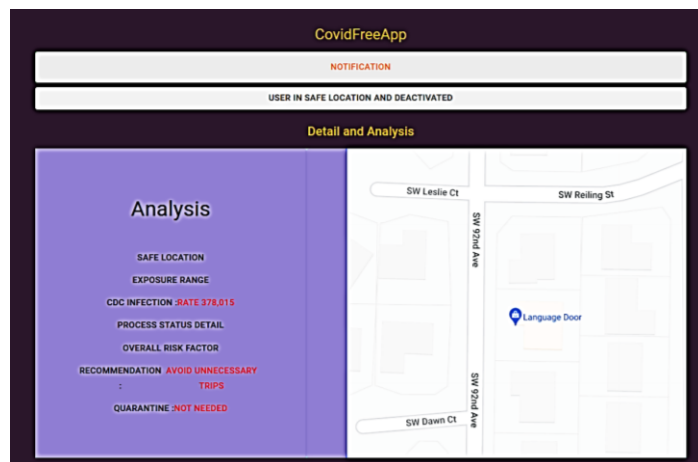 CovidFreeApp
NOTIFICATION
USER IN SAFE LOCATION AND DEACTIVATED
Detail and Analysis
Analysis
SAFE LOCATION
EXPOSURE RANGE
CDC INFECTION :RATE 378,015
PROCESS STATUS DETAIL
OVERALL RISK FACTOR
RECOMMENDATION AVOID UNNECESSARY
: TRIPS
QUARANTINE :NOT NEEDED
SW Leslie Ct
SW Reiling St
SW 92nd Ave
Language Door
SW 92nd Ave
SW Dawn Ct